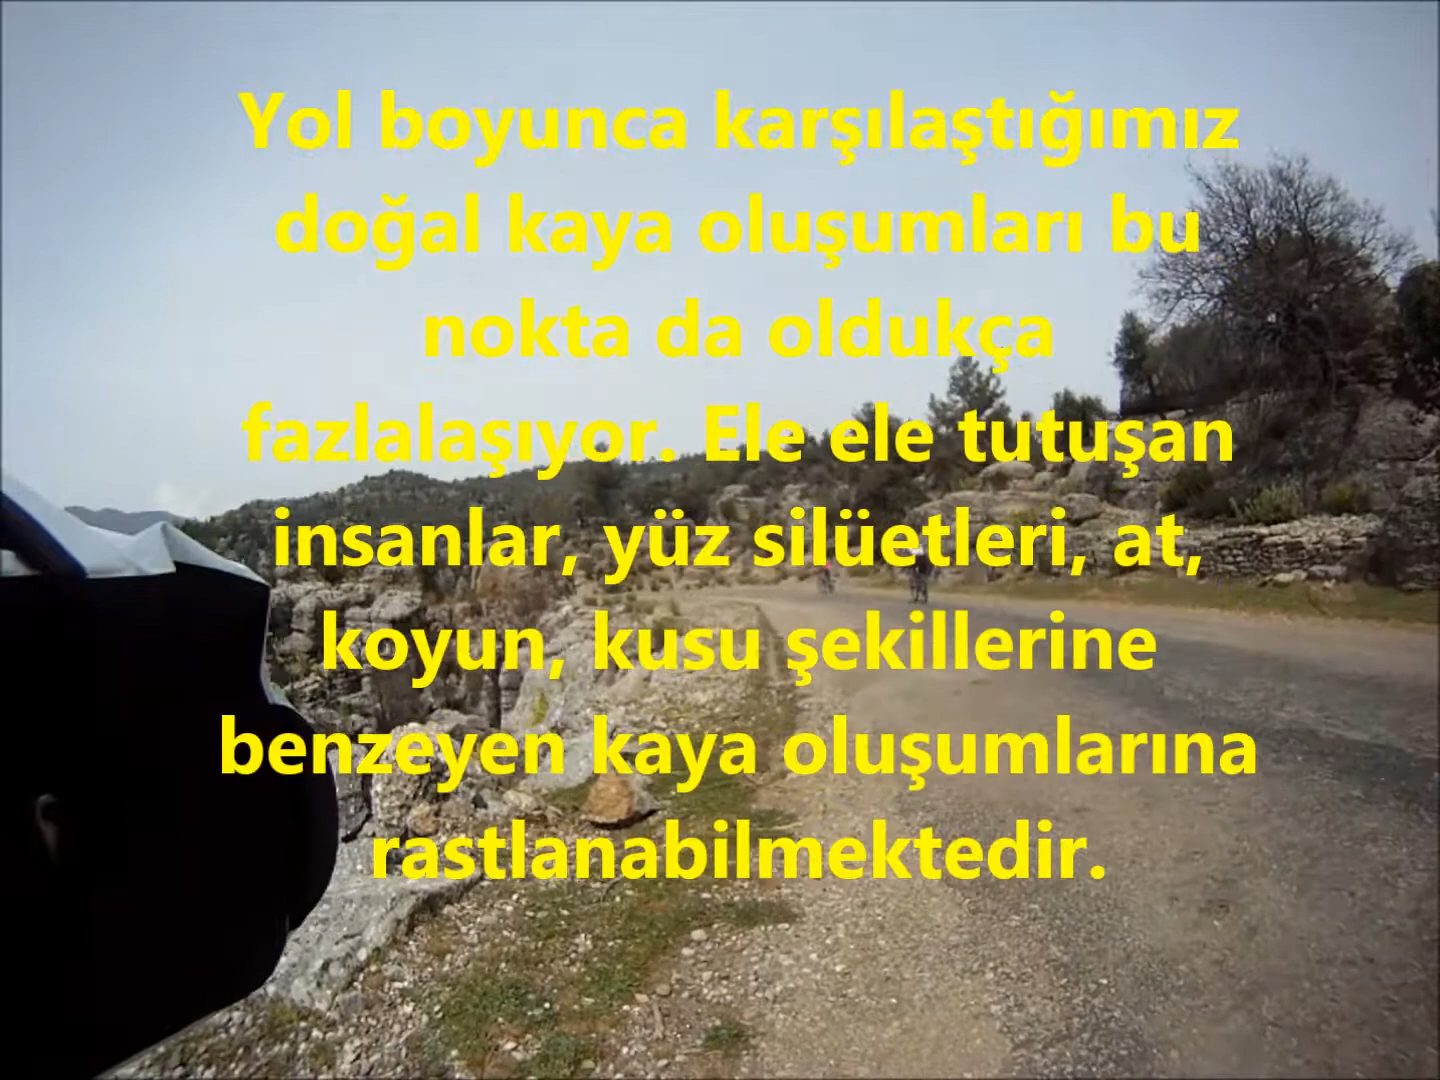 Yol boyunca karşılaştığımız
doğal kaya oluşumları bu
nokta da oldukça
fazlalaşıyor. Ele ele tutuşan
insanlar, yüz silüetleri, at,
koyun, kusu şekillerine
benzeyen kaya oluşumlarına
rastlanabilmektedir.